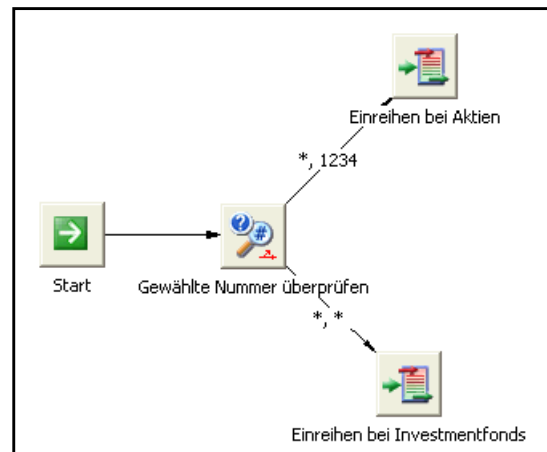 Einreihen bei Aktien
*, 1234
Start
Gewählte Nummer überprüfen
*, *
Einreihen bei Investmentfonds